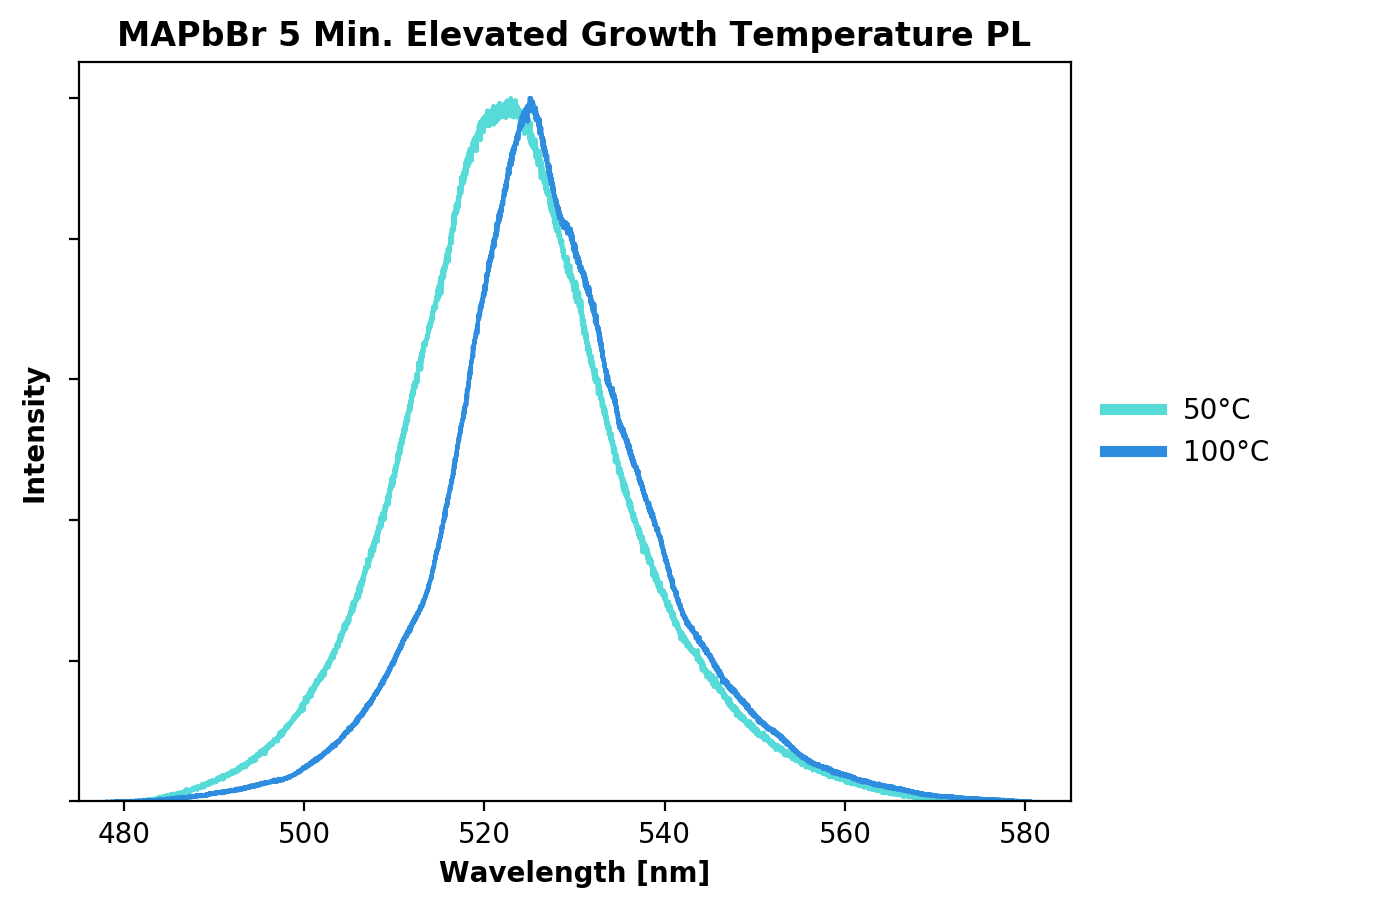 MAPbBr 5 Min. Elevated Growth Temperature PL
Intensity
50°C
100°C
480 500 520 540 560 580
Wavelength [nm]